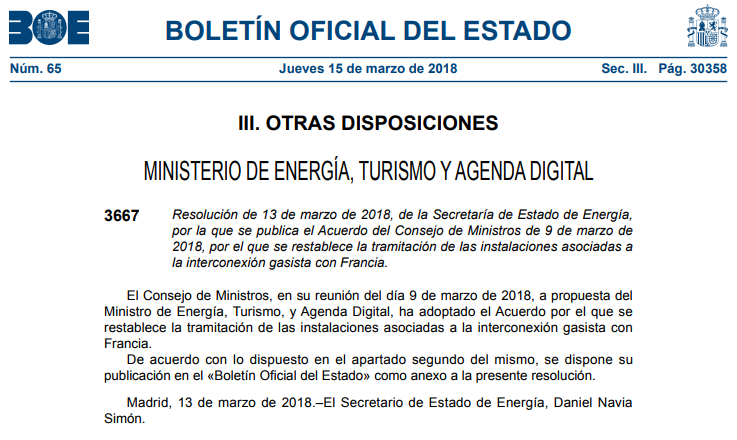 BOE
BOLETÍN OFICIAL DEL ESTADO
Núm. 65 Jueves 15 de marzo de 2018 Sec. III. Pág. 30358
III. OTRAS DISPOSICIONES
MINISTERIO DE ENERGÍA, TURISMO Y AGENDA DIGITAL
3667 Resolución de 13 de marzo de 2018, de la Secretaría de Estado de Energía,
por la que se publica el Acuerdo del Consejo de Ministros de 9 de marzo de
2018, por el que se restablece la tramitación de las instalaciones asociadas a
la interconexión gasista con Francia.
El Consejo de Ministros, en su reunión del día 9 de marzo de 2018, a propuesta del
Ministro de Energía, Turismo, y Agenda Digital, ha adoptado el Acuerdo por el que se
restablece la tramitación de las instalaciones asociadas a la interconexión gasista con
Francia.
De acuerdo con lo dispuesto en el apartado segundo del mismo, se dispone su
publicación en el «Boletín Oficial del Estado» como anexo a la presente resolución.
Madrid, 13 de marzo de 2018.–El Secretario de Estado de Energía, Daniel Navia
Simón.